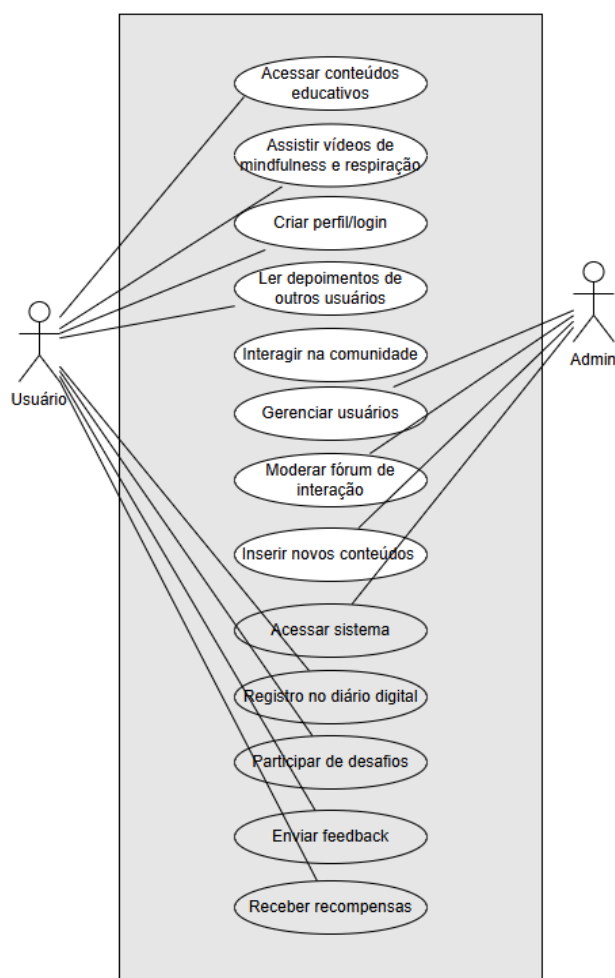 Acessar conteúdos
educativos
Assistir vídeos de
mindfulness e respiração
Criar perfil/login
Ler depoimentos de
outros usuários
Interagir na comunidade
Gerenciar usuários
Moderar fórum de
interação
Inserir novos conteúdos
Acessar sistema
Registro no diário digital
Participar de desafios
Enviar feedback
Receber recompensas
Usuário
Admin